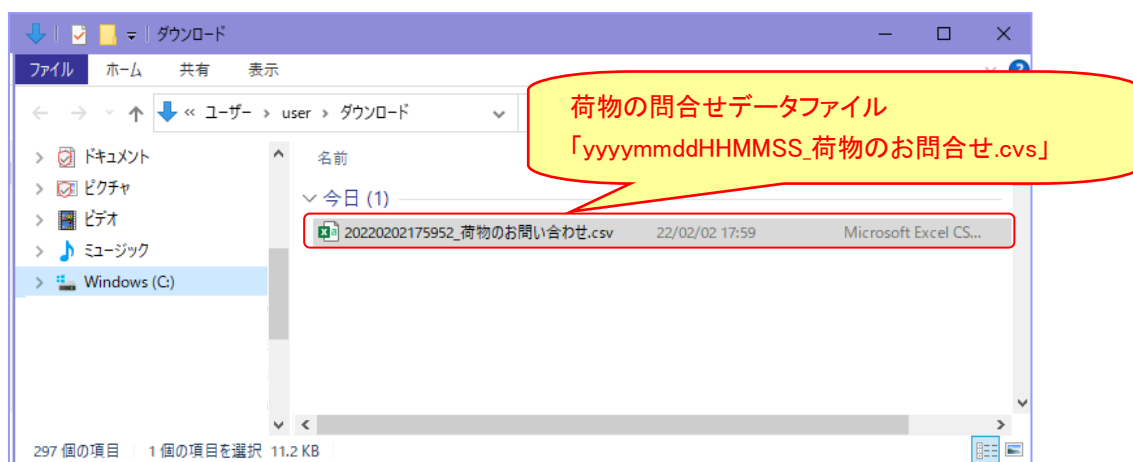 ダウンロード
ファイル ホーム 共有 表示
« ユーザー › user › ダウンロード
荷物の問合せデータファイル
「yyyymmddHHMMSS_荷物のお問合せ.cvs」
ドキュメント
ピクチャ
ビデオ
ミュージック
Windows (C:)
名前
今日 (1)
20220202175952_荷物のお問い合わせ.csv 22/02/02 17:59 Microsoft Excel CS...
297 個の項目 1 個の項目を選択 11.2 KB